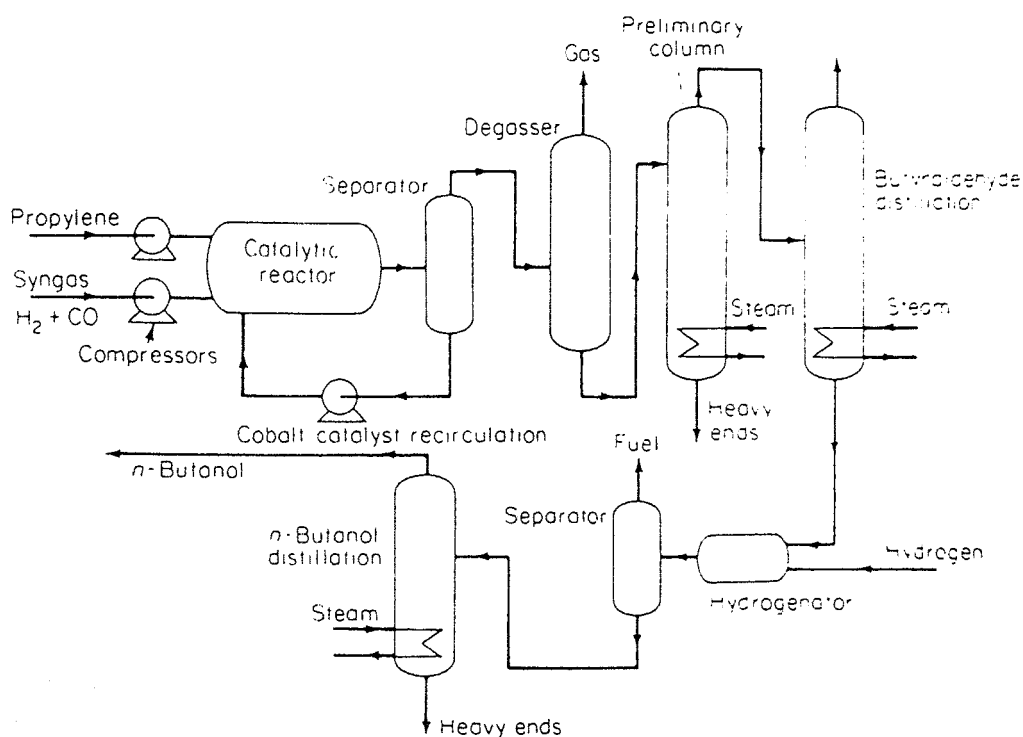 Preliminary
column
Gas
Degasser
Separator
Butyraldehyde
distillation
Propylene
Catalytic
reactor
Syngas
H₂ + CO
Compressors
Steam
Steam
Cobalt catalyst recirculation
Heavy
ends
n-Butanol
Fuel
Separator
n-Butanol
distillation
Hydrogen
Hydrogenator
Steam
Heavy ends